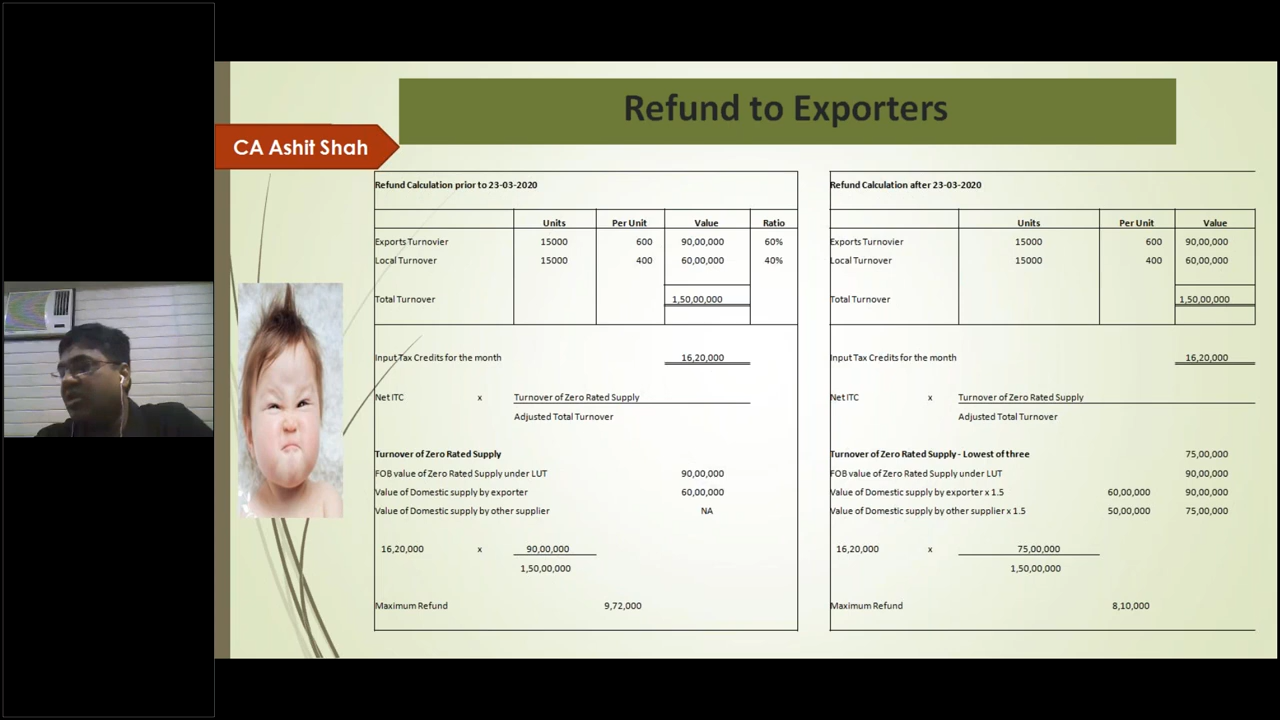 Refund to Exporters
CA Ashit Shah
Refund Calculation prior to 23-03-2020
Units Per Unit Value Ratio
Exports Turnovier 15000 600 90,00,000 60%
Local Turnover 15000 400 60,00,000 40%
Total Turnover 1,50,00,000
Input Tax Credits for the month 16,20,000
Net ITC x Turnover of Zero Rated Supply
Adjusted Total Turnover
Turnover of Zero Rated Supply
FOB value of Zero Rated Supply under LUT 90,00,000
Value of Domestic supply by exporter 60,00,000
Value of Domestic supply by other supplier NA
16,20,000 x 90,00,000
1,50,00,000
Maximum Refund 9,72,000
Refund Calculation after 23-03-2020
Units Per Unit Value
Exports Turnovier 15000 600 90,00,000
Local Turnover 15000 400 60,00,000
Total Turnover 1,50,00,000
Input Tax Credits for the month 16,20,000
Net ITC x Turnover of Zero Rated Supply
Adjusted Total Turnover
Turnover of Zero Rated Supply - Lowest of three 75,00,000
FOB value of Zero Rated Supply under LUT 90,00,000
Value of Domestic supply by exporter x 1.5 60,00,000 90,00,000
Value of Domestic supply by other supplier x 1.5 50,00,000 75,00,000
16,20,000 x 75,00,000
1,50,00,000
Maximum Refund 8,10,000